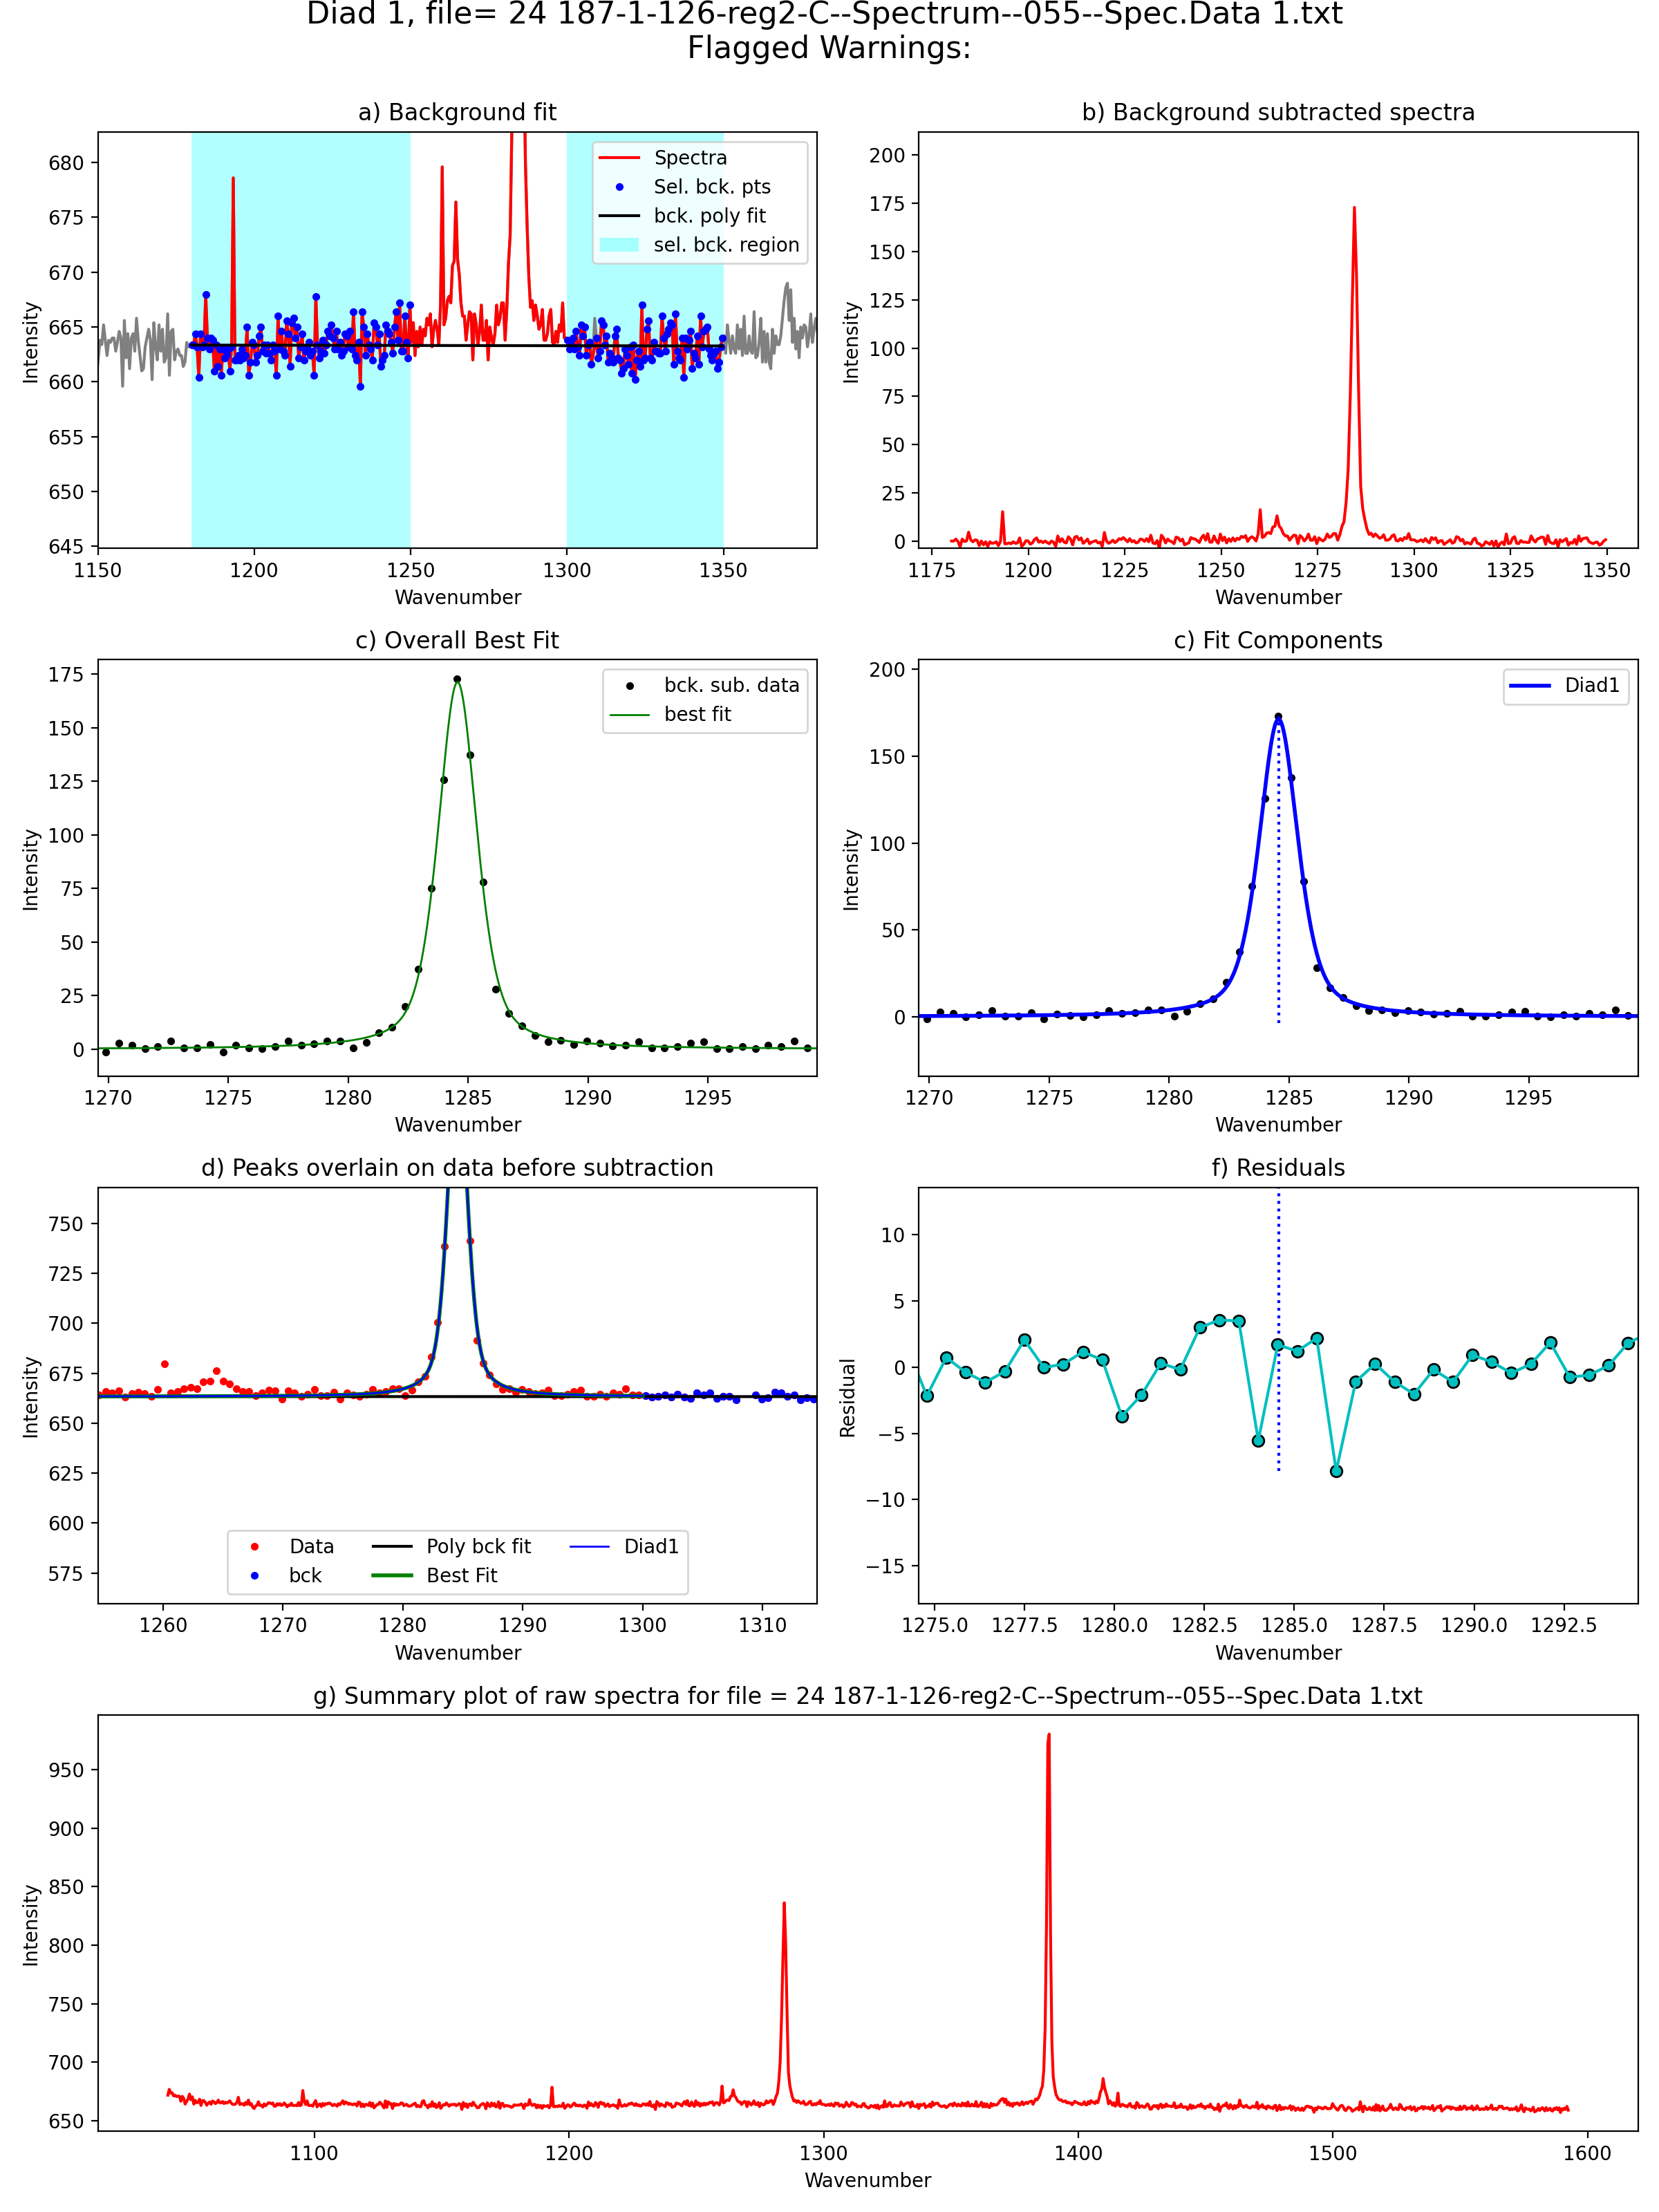 Diad 1, file= 24 187-1-126-reg2-C--Spectrum--055--Spec.Data 1.txt
Flagged Warnings:
a) Background fit
680
675
670
665
660
655
650
645
Intensity
1150 1200 1250 1300 1350
Wavenumber
Spectra
Sel. bck. pts
bck. poly fit
sel. bck. region
b) Background subtracted spectra
200
175
150
125
100
75
50
25
0
Intensity
1175 1200 1225 1250 1275 1300 1325 1350
Wavenumber
c) Overall Best Fit
175
150
125
100
75
50
25
0
Intensity
1270 1275 1280 1285 1290 1295
Wavenumber
bck. sub. data
best fit
c) Fit Components
200
150
100
50
0
Intensity
1270 1275 1280 1285 1290 1295
Wavenumber
Diad1
d) Peaks overlain on data before subtraction
750
725
700
675
650
625
600
575
Intensity
1260 1270 1280 1290 1300 1310
Wavenumber
Data Poly bck fit Diad1
bck Best Fit
f) Residuals
10
5
0
−5
−10
−15
Residual
1275.0 1277.5 1280.0 1282.5 1285.0 1287.5 1290.0 1292.5
Wavenumber
g) Summary plot of raw spectra for file = 24 187-1-126-reg2-C--Spectrum--055--Spec.Data 1.txt
950
900
850
800
750
700
650
Intensity
1100 1200 1300 1400 1500 1600
Wavenumber